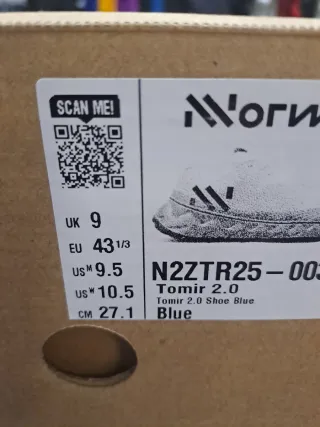 SCAN ME!
UK 9
EU 43 1/3
US M 9.5
US W 10.5
CM 27.1
N2ZTR25-003
Tomir 2.0
Tomir 2.0 Shoe Blue
Blue